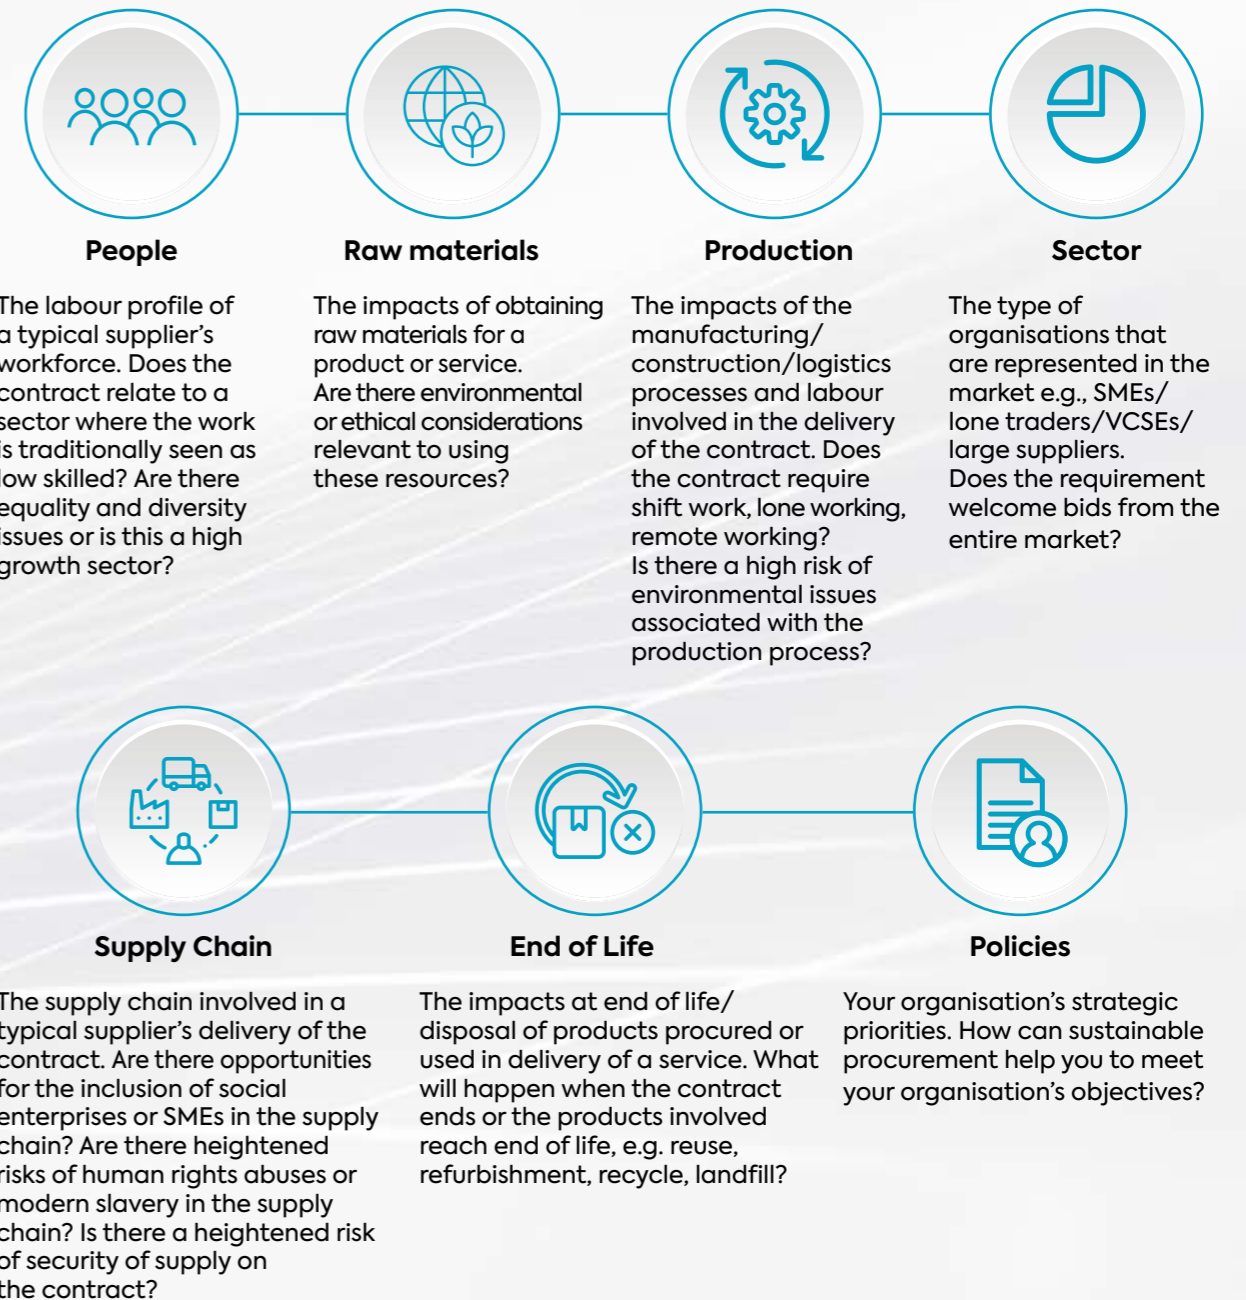 People
The labour profile of
a typical supplier’s
workforce. Does the
contract relate to a
sector where the work
is traditionally seen as
low skilled? Are there
equality and diversity
issues or is this a high
growth sector?
Raw materials
The impacts of obtaining
raw materials for a
product or service.
Are there environmental
or ethical considerations
relevant to using
these resources?
Production
The impacts of the
manufacturing/
construction/logistics
processes and labour
involved in the delivery
of the contract. Does
the contract require
shift work, lone working,
remote working?
Is there a high risk of
environmental issues
associated with the
production process?
Sector
The type of
organisations that
are represented in the
market e.g., SMEs/
lone traders/VCSEs/
large suppliers.
Does the requirement
welcome bids from the
entire market?
Supply Chain
The supply chain involved in a
typical supplier’s delivery of the
contract. Are there opportunities
for the inclusion of social
enterprises or SMEs in the supply
chain? Are there heightened
risks of human rights abuses or
modern slavery in the supply
chain? Is there a heightened risk
of security of supply on
the contract?
End of Life
The impacts at end of life/
disposal of products procured or
used in delivery of a service. What
will happen when the contract
ends or the products involved
reach end of life, e.g. reuse,
refurbishment, recycle, landfill?
Policies
Your organisation’s strategic
priorities. How can sustainable
procurement help you to meet
your organisation’s objectives?